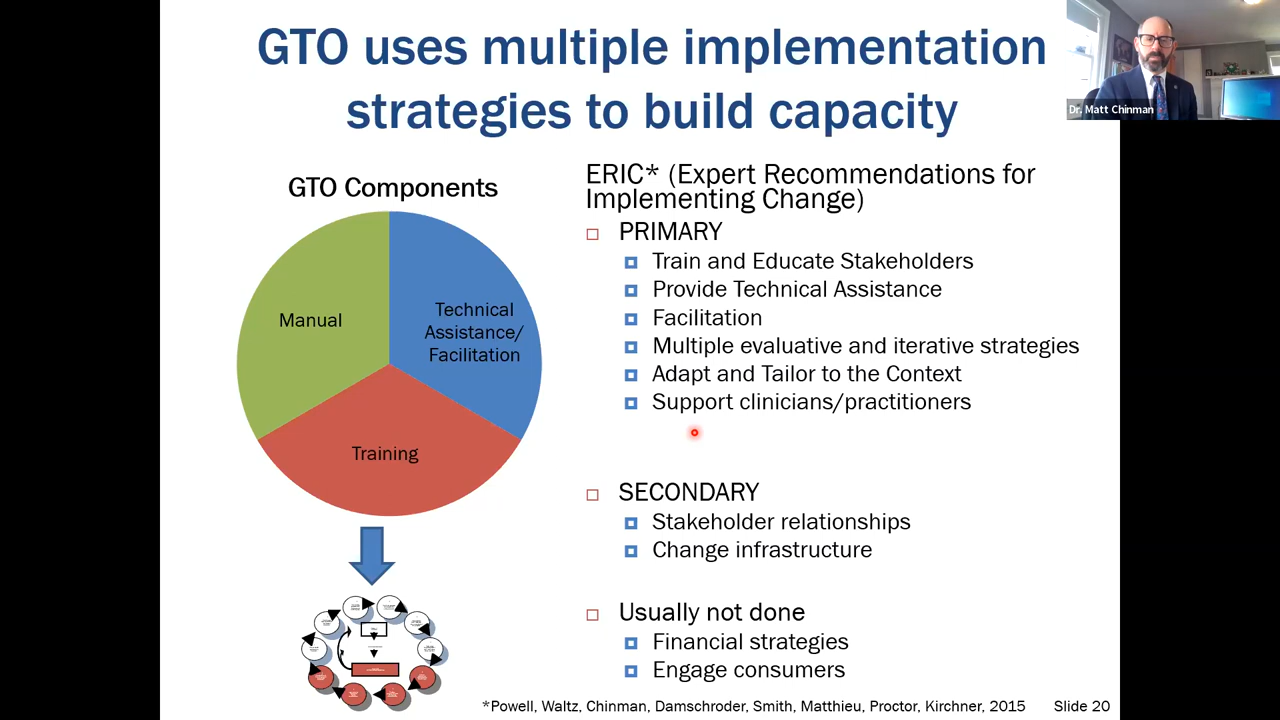 GTO uses multiple implementation
strategies to build capacity
Dr. Matt Chinman
GTO Components
Manual
Technical
Assistance/
Facilitation
Training
ERIC* (Expert Recommendations for
Implementing Change)
PRIMARY
Train and Educate Stakeholders
Provide Technical Assistance
Facilitation
Multiple evaluative and iterative strategies
Adapt and Tailor to the Context
Support clinicians/practitioners
SECONDARY
Stakeholder relationships
Change infrastructure
Usually not done
Financial strategies
Engage consumers
*Powell, Waltz, Chinman, Damschroder, Smith, Matthieu, Proctor, Kirchner, 2015
Slide 20